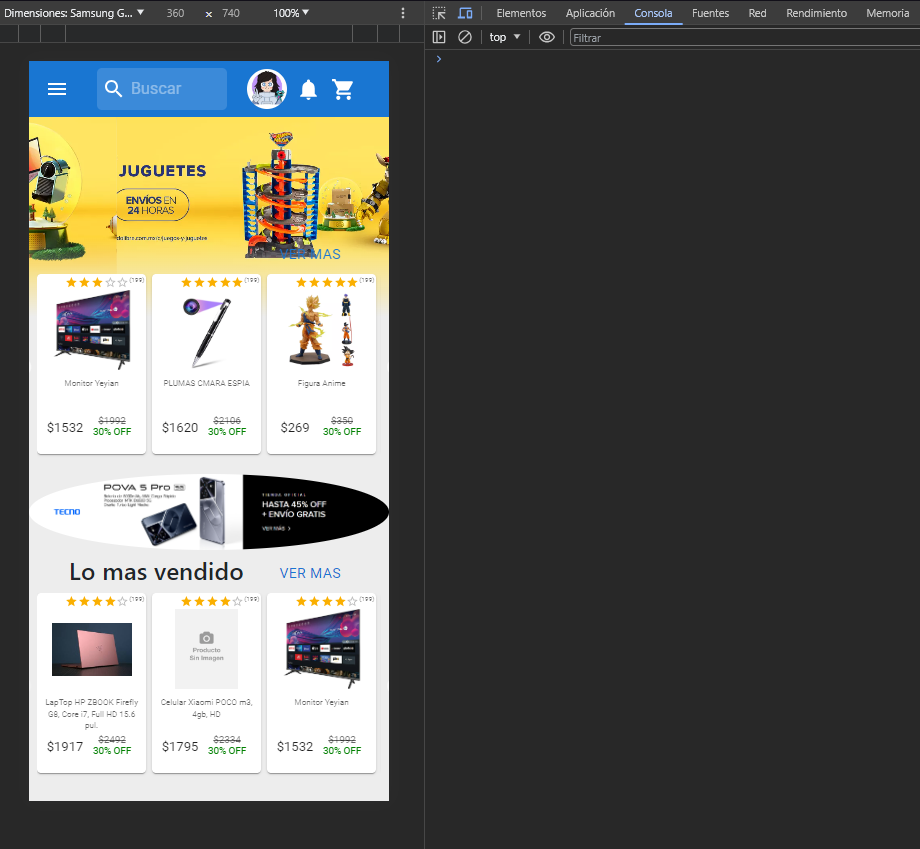 Dimensiones: Samsung G... 360 × 740 100%
Elementos Aplicación Consola Fuentes Red Rendimiento Memoria
top Filtrar
Buscar
JUGUETES
ENVÍOS EN
24 HORAS
VER MAS
(199) (199) (199)
Monitor Yeyian PLUMAS CMARA ESPIA Figura Anime
$1532 $1992 30% OFF
$1620 $2106 30% OFF
$269 $350 30% OFF
POVA 5 Pro
TECNO
TIENDA OFICIAL
HASTA 45% OFF
+ ENVÍO GRATIS
VER MÁS >
Lo mas vendido VER MAS
(199) (199) (199)
Producto
Sin Imagen
LapTop HP ZBOOK Firefly
G8, Core i7, Full HD 15.6
pul.
Celular Xiaomi POCO m3,
4gb, HD
Monitor Yeyian
$1917 $2492 30% OFF
$1795 $2334 30% OFF
$1532 $1992 30% OFF